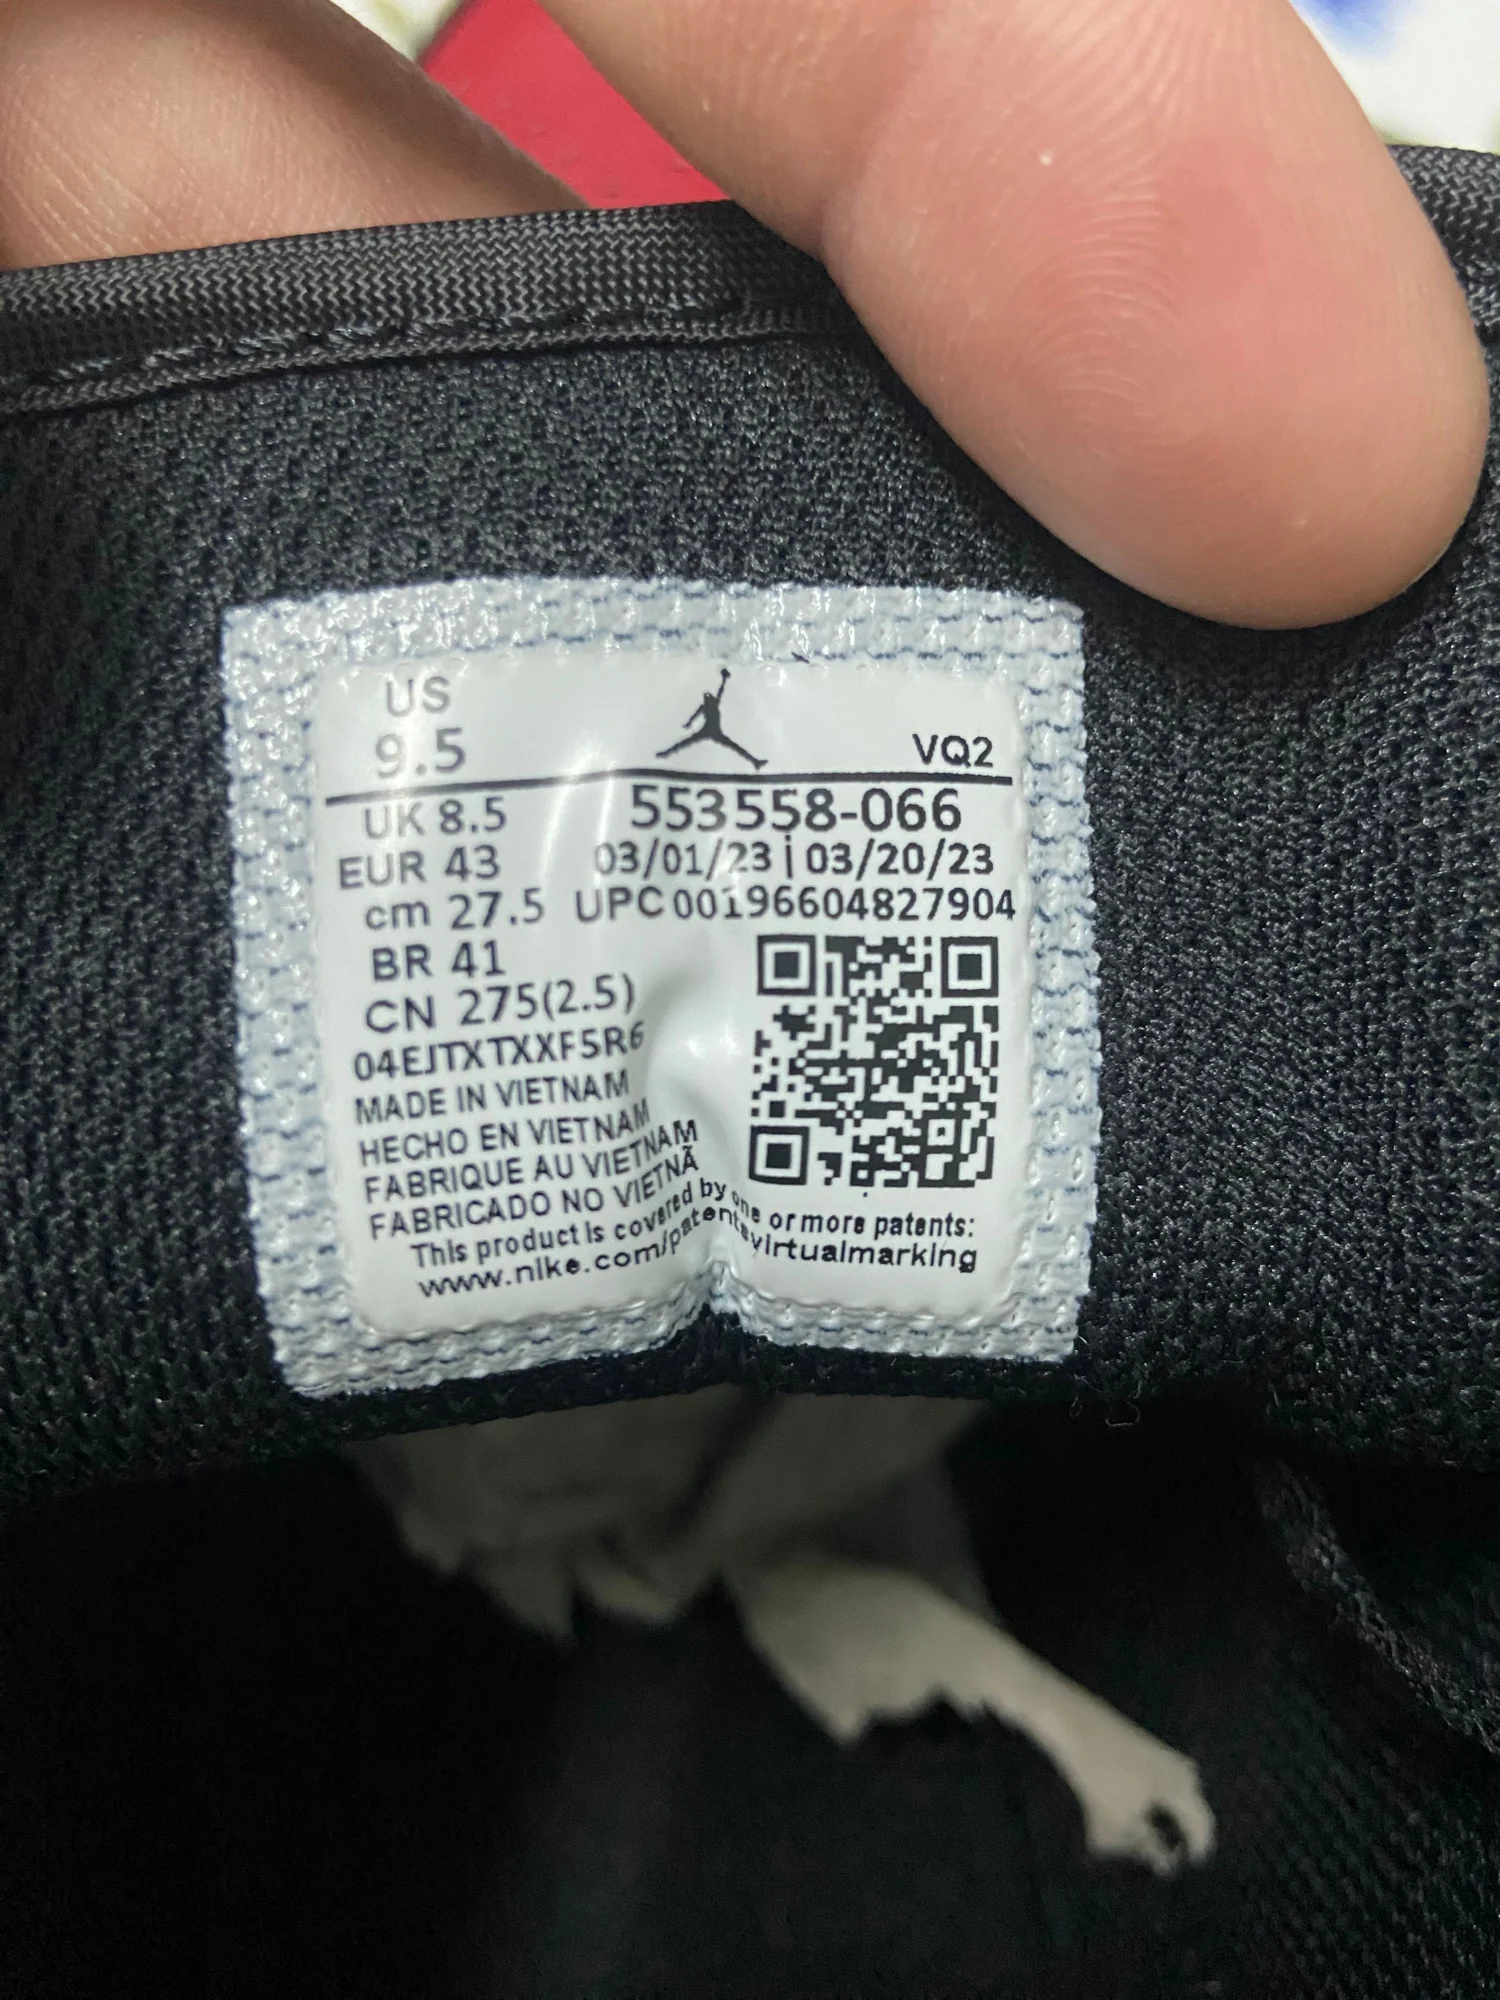 US
9.5
VQ2
UK 8.5
553558-066
EUR 43
03/01/23 | 03/20/23
cm 27.5
UPC 00196604827904
BR 41
CN 275(2.5)
04EJTXTXXF5R6
MADE IN VIETNAM
HECHO EN VIETNAM
FABRIQUE AU VIETNAM
FABRICADO NO VIETNÃ
This product is covered by one or more patents:
www.nike.com/patentsvirtualmarking